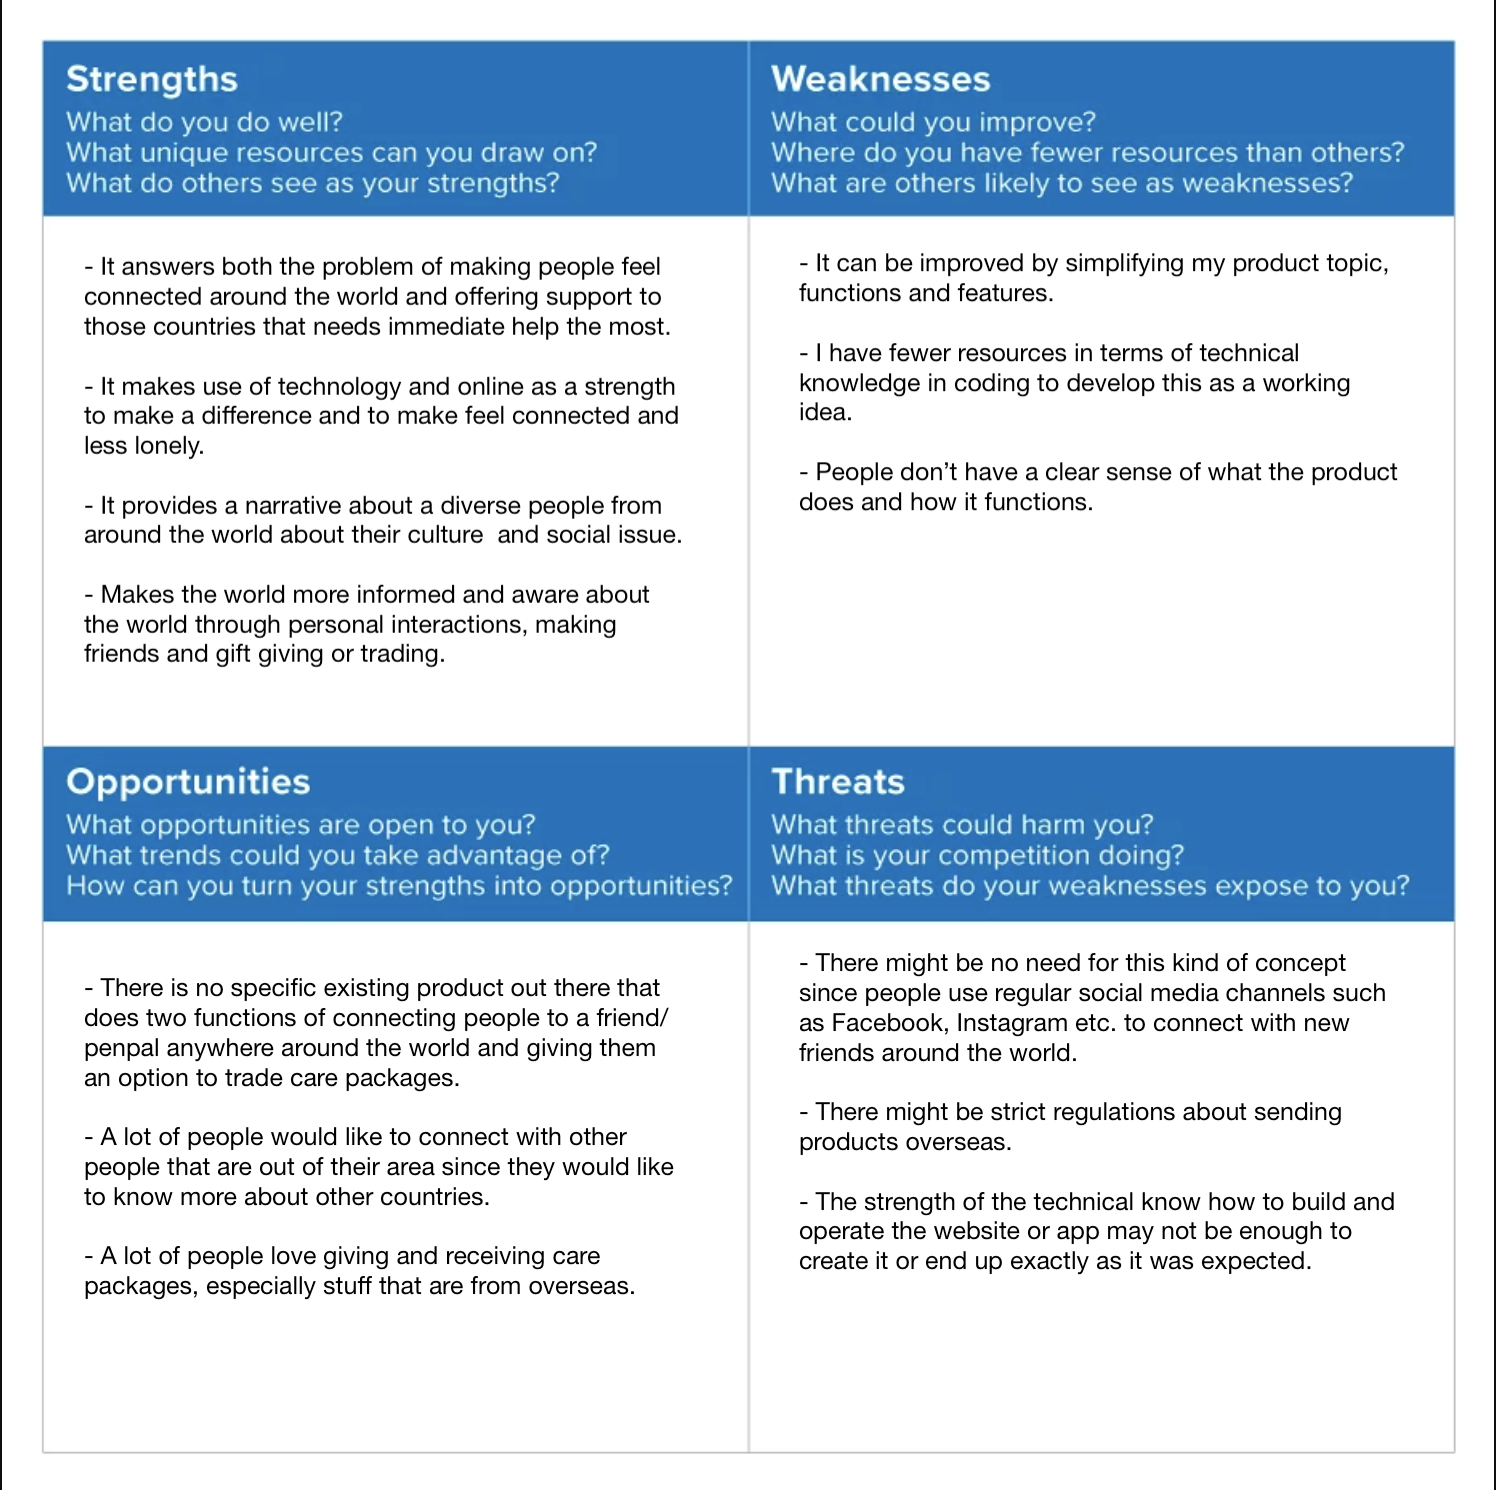 Strengths
What do you do well?
What unique resources can you draw on?
What do others see as your strengths?
- It answers both the problem of making people feel
connected around the world and offering support to
those countries that needs immediate help the most.
- It makes use of technology and online as a strength
to make a difference and to make feel connected and
less lonely.
- It provides a narrative about a diverse people from
around the world about their culture  and social issue.
- Makes the world more informed and aware about
the world through personal interactions, making
friends and gift giving or trading.
Weaknesses
What could you improve?
Where do you have fewer resources than others?
What are others likely to see as weaknesses?
- It can be improved by simplifying my product topic,
functions and features.
- I have fewer resources in terms of technical
knowledge in coding to develop this as a working
idea.
- People don’t have a clear sense of what the product
does and how it functions.
Opportunities
What opportunities are open to you?
What trends could you take advantage of?
How can you turn your strengths into opportunities?
- There is no specific existing product out there that
does two functions of connecting people to a friend/
penpal anywhere around the world and giving them
an option to trade care packages.
- A lot of people would like to connect with other
people that are out of their area since they would like
to know more about other countries.
- A lot of people love giving and receiving care
packages, especially stuff that are from overseas.
Threats
What threats could harm you?
What is your competition doing?
What threats do your weaknesses expose to you?
- There might be no need for this kind of concept
since people use regular social media channels such
as Facebook, Instagram etc. to connect with new
friends around the world.
- There might be strict regulations about sending
products overseas.
- The strength of the technical know how to build and
operate the website or app may not be enough to
create it or end up exactly as it was expected.